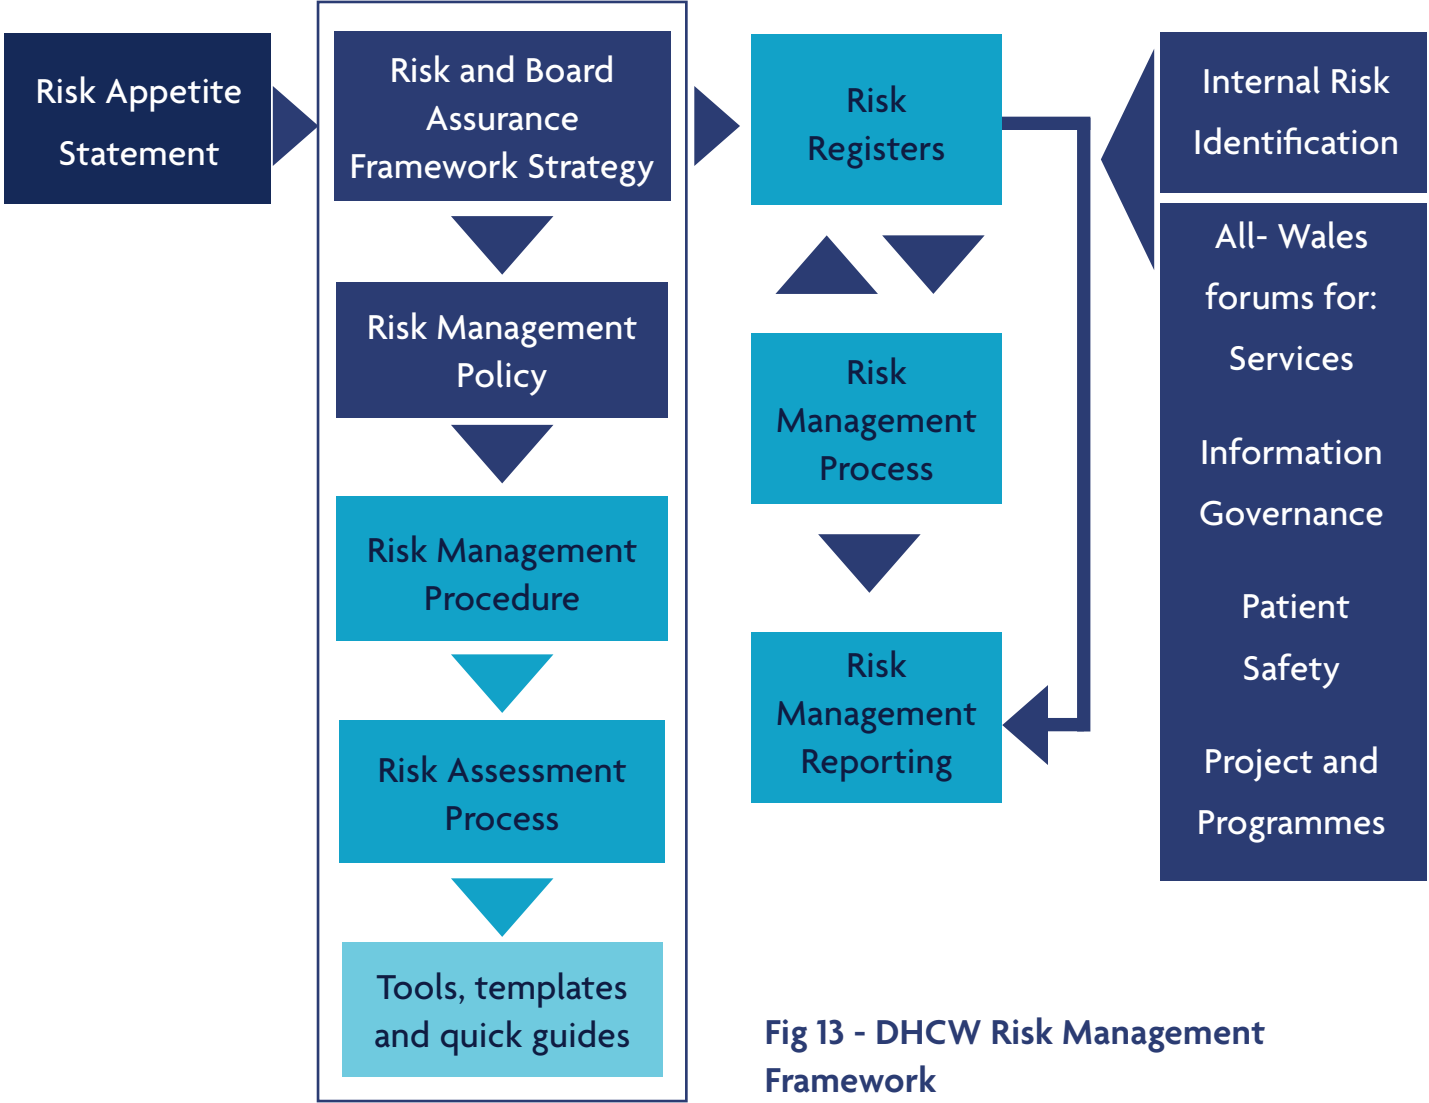 Risk Appetite
Statement
Risk and Board
Assurance
Framework Strategy
Risk Management
Policy
Risk Management
Procedure
Risk Assessment
Process
Tools, templates
and quick guides
Risk
Registers
Risk
Management
Process
Risk
Management
Reporting
Internal Risk
Identification
All- Wales
forums for:
Services
Information
Governance
Patient
Safety
Project and
Programmes
Fig 13 - DHCW Risk Management
Framework